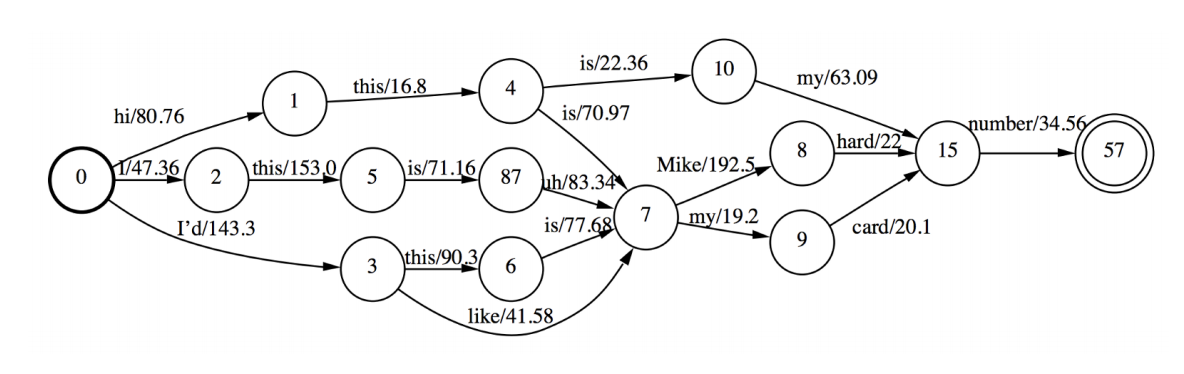 is/22.36
10
my/63.09
this/16.8
4
1
hi/80.76
is/70.97
number/34.56
hard/22
8
15
57
Mike/192.5
0
I/47.36
2
this/153.0
5
is/71.16
87
uh/83.34
7
my/19.2
is/77.68
I'd/143.3
9
card/20.1
3
this/90.3
6
like/41.58